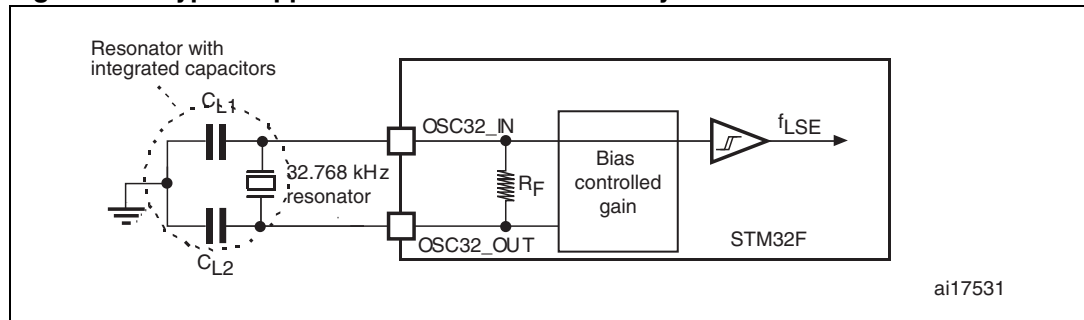 Resonator with
integrated capacitors
CL1
OSC32_IN
fLSE
32.768 kHz
resonator
RF
Bias
controlled
gain
OSC32_OUT
STM32F
CL2
ai17531